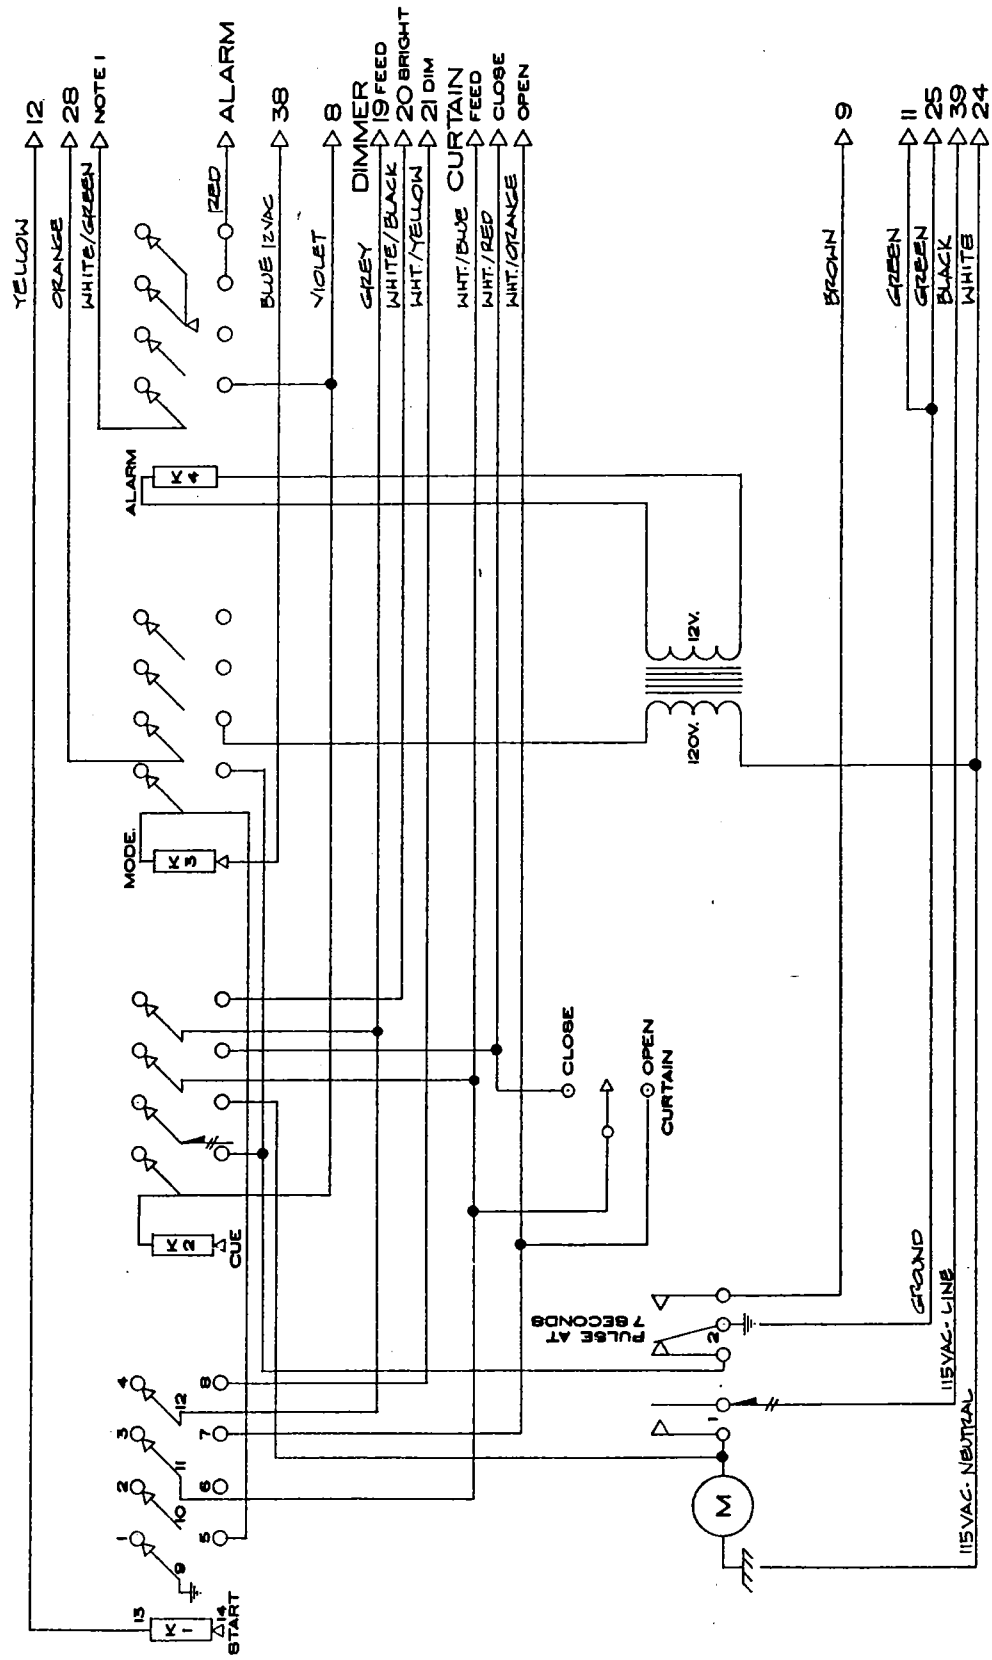 YELLOW 12
ORANGE 28
WHITE/GREEN NOTE 1
RED ALARM
BLUE 12VAC 38
VIOLET 8
DIMMER
GREY 19 FEED
WHITE/BLACK 20 BRIGHT
WHT./YELLOW 21 DIM
CURTAIN
WHT./BLUE FEED
WHT./RED CLOSE
WHT./ORANGE OPEN
BROWN 9
GREEN 11
GREEN 25
BLACK 39
WHITE 24
13
K
1
14
START
1
2
3
4
9
10
11
12
5
6
7
8
K
2
CUE
MODE.
K
3
ALARM
K
4
CLOSE
OPEN
CURTAIN
120V.
12V.
PULSE AT
7 SECONDS
1
2
M
GROUND
115VAC-LINE
115VAC-NEUTRAL